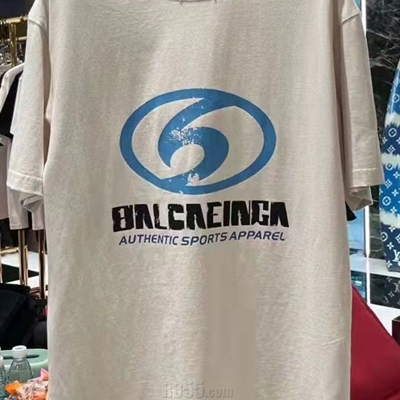 BALCAEINGA
AUTHENTIC SPORTS APPAREL